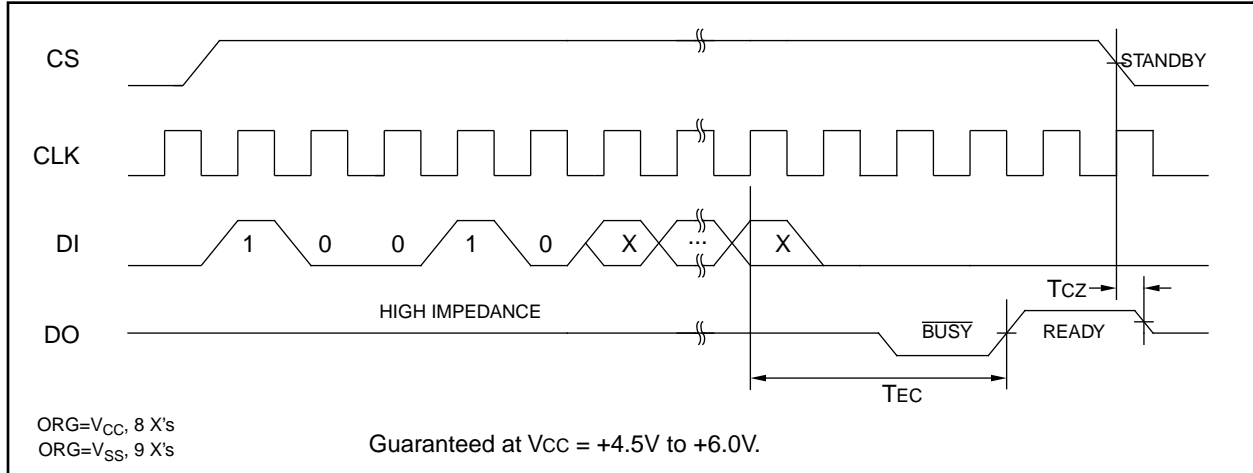 CS
STANDBY
CLK
DI
1 0 0 1 0 X ... X
TCZ
HIGH IMPEDANCE
DO
BUSY
READY
TEC
ORG=VCC, 8 X's
ORG=VSS, 9 X's
Guaranteed at VCC = +4.5V to +6.0V.